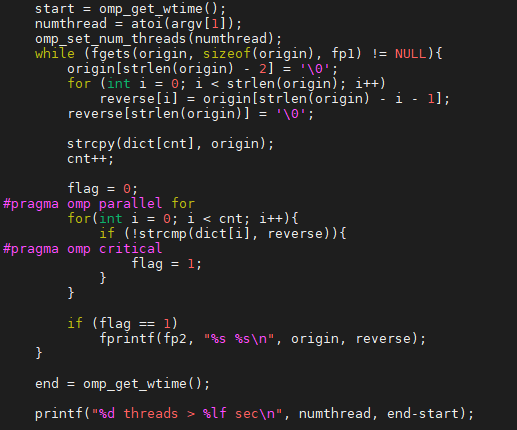 start = omp_get_wtime();
numthread = atoi(argv[1]);
omp_set_num_threads(numthread);
while (fgets(origin, sizeof(origin), fp1) != NULL){
origin[strlen(origin) - 2] = '\0';
for (int i = 0; i < strlen(origin); i++)
reverse[i] = origin[strlen(origin) - i - 1];
reverse[strlen(origin)] = '\0';
strcpy(dict[cnt], origin);
cnt++;
flag = 0;
#pragma omp parallel for
for(int i = 0; i < cnt; i++){
if (!strcmp(dict[i], reverse)){
#pragma omp critical
flag = 1;
}
}
if (flag == 1)
fprintf(fp2, "%s %s\n", origin, reverse);
}
end = omp_get_wtime();
printf("%d threads > %lf sec\n", numthread, end-start);